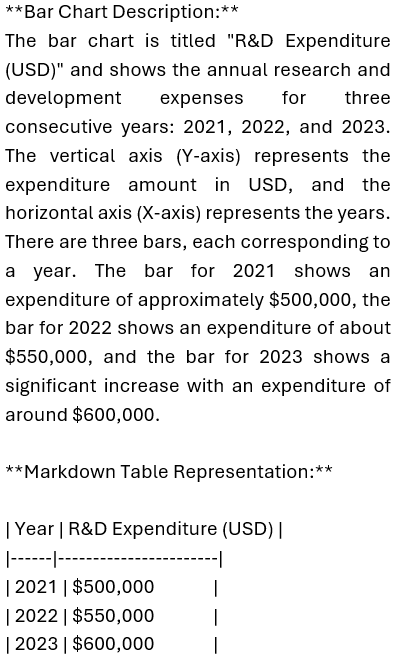 **Bar Chart Description:**
The bar chart is titled "R&D Expenditure
(USD)" and shows the annual research and
development expenses for three
consecutive years: 2021, 2022, and 2023.
The vertical axis (Y-axis) represents the
expenditure amount in USD, and the
horizontal axis (X-axis) represents the years.
There are three bars, each corresponding to
a year. The bar for 2021 shows an
expenditure of approximately $500,000, the
bar for 2022 shows an expenditure of about
$550,000, and the bar for 2023 shows a
significant increase with an expenditure of
around $600,000.

**Markdown Table Representation:**

| Year | R&D Expenditure (USD) |
|------|-----------------------|
| 2021 | $500,000 |
| 2022 | $550,000 |
| 2023 | $600,000 |